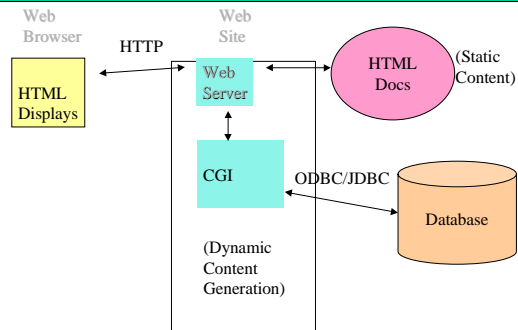 Web
Browser
Web
Site
HTTP
HTML
Displays
Web
Server
HTML
Docs
(Static
Content)
CGI
ODBC/JDBC
Database
(Dynamic
Content
Generation)